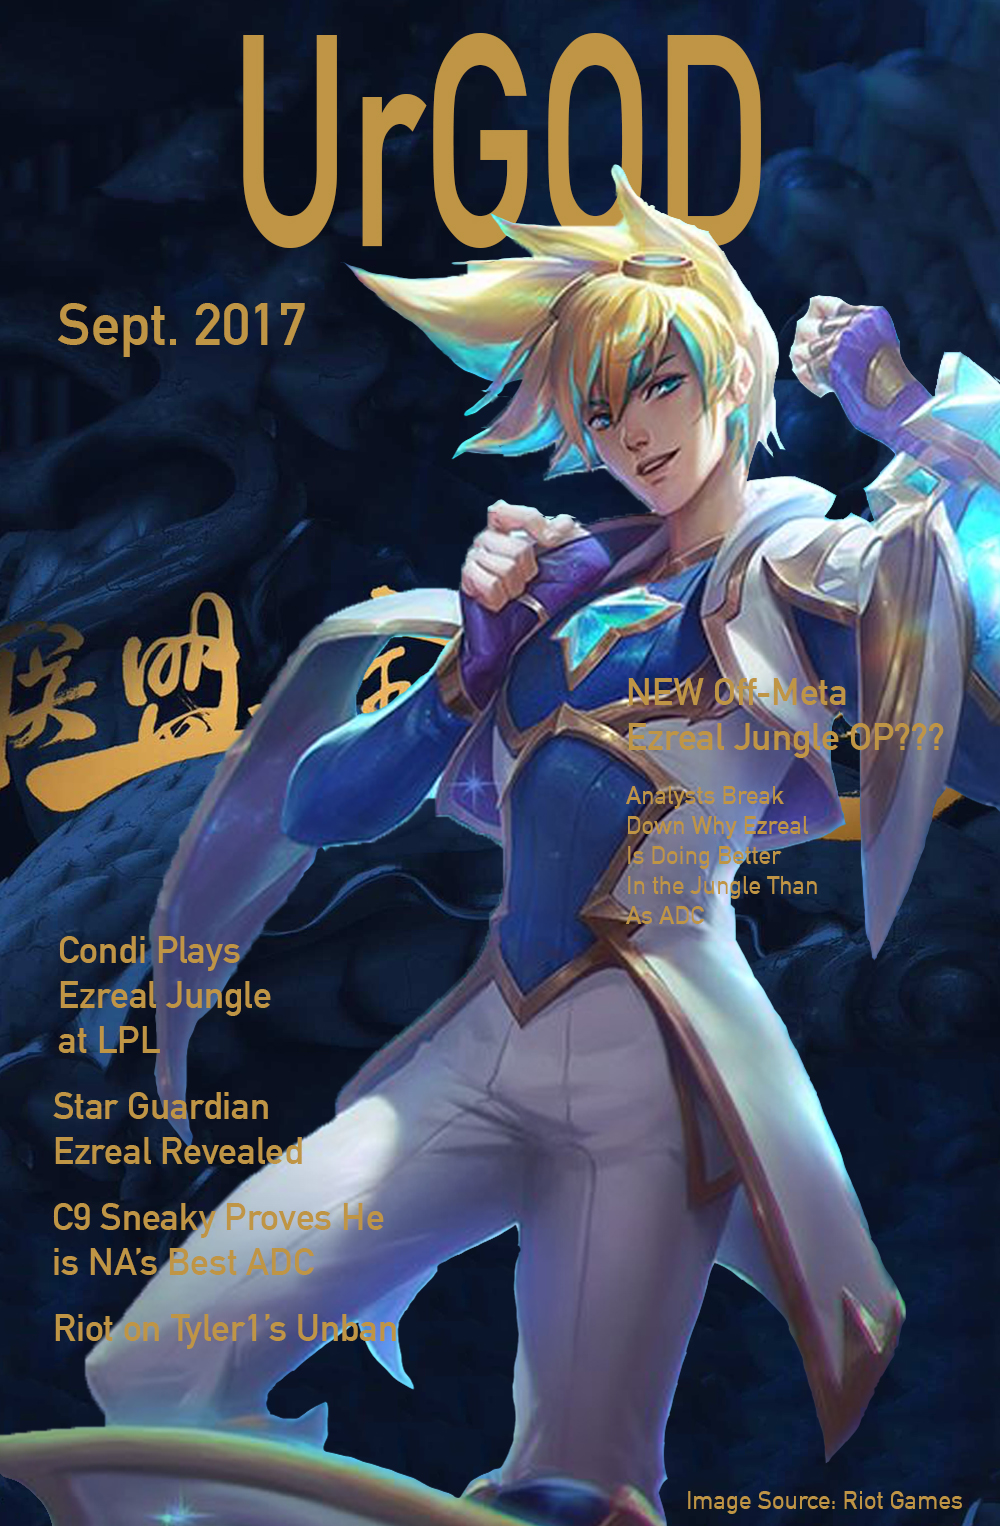 UrGOD
Sept. 2017
联盟
NEW Off-Meta
Ezreal Jungle OP???
Analysts Break
Down Why Ezreal
Is Doing Better
In the Jungle Than
As ADC
Condi Plays
Ezreal Jungle
at LPL
Star Guardian
Ezreal Revealed
C9 Sneaky Proves He
is NA's Best ADC
Riot on Tyler1's Unban
Image Source: Riot Games